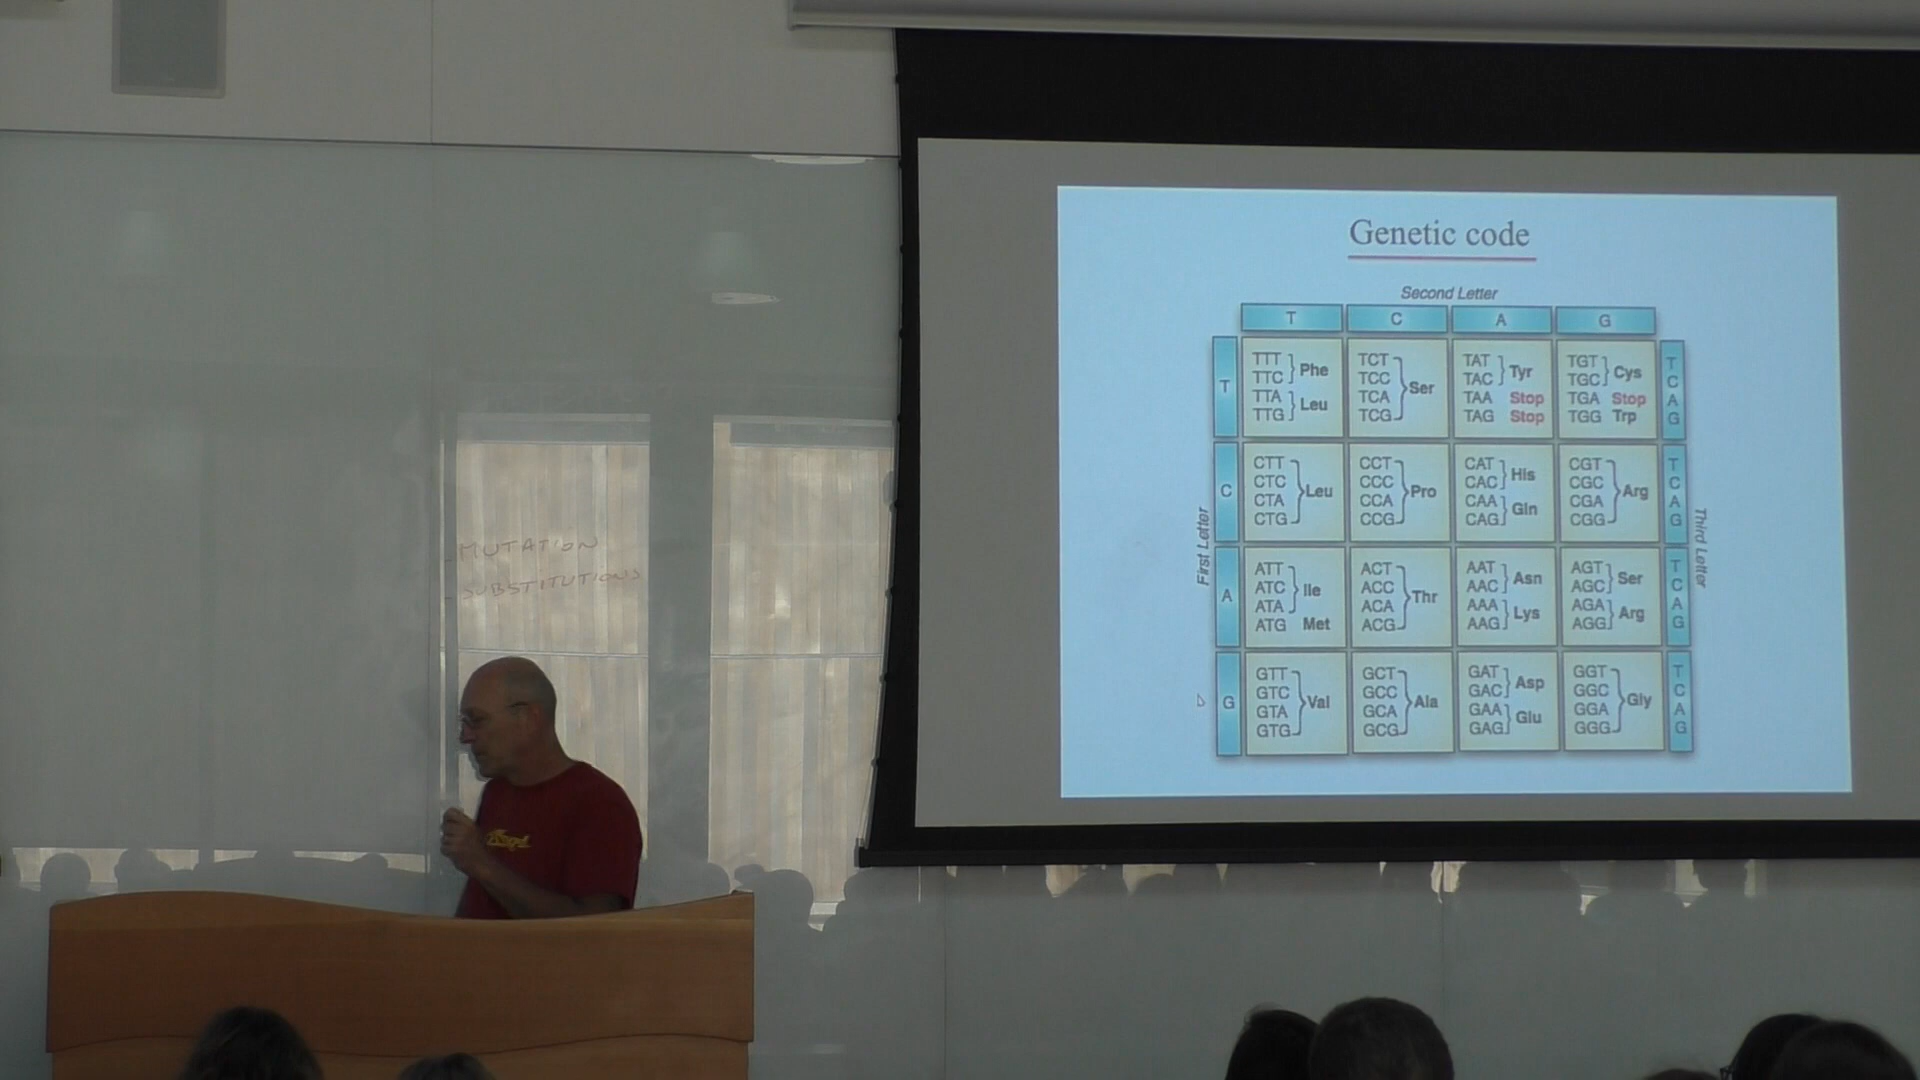 - MUTATION
- SUBSTITUTIONS
Genetic code
Second Letter
T C A G
First Letter
Third Letter
T
TTT Phe TCT Ser TAT Tyr TGT Cys T
TTC TCC TAC TGC C
TTA Leu TCA TAA Stop TGA Stop A
TTG TCG TAG Stop TGG Trp G
C
CTT Leu CCT Pro CAT His CGT Arg T
CTC CCC CAC CGC C
CTA CCA CAA Gln CGA A
CTG CCG CAG CGG G
A
ATT Ile ACT Thr AAT Asn AGT Ser T
ATC ACC AAC AGC C
ATA ACA AAA Lys AGA Arg A
ATG Met ACG AAG AGG G
G
GTT Val GCT Ala GAT Asp GGT Gly T
GTC GCC GAC GGC C
GTA GCA GAA Glu GGA A
GTG GCG GAG GGG G